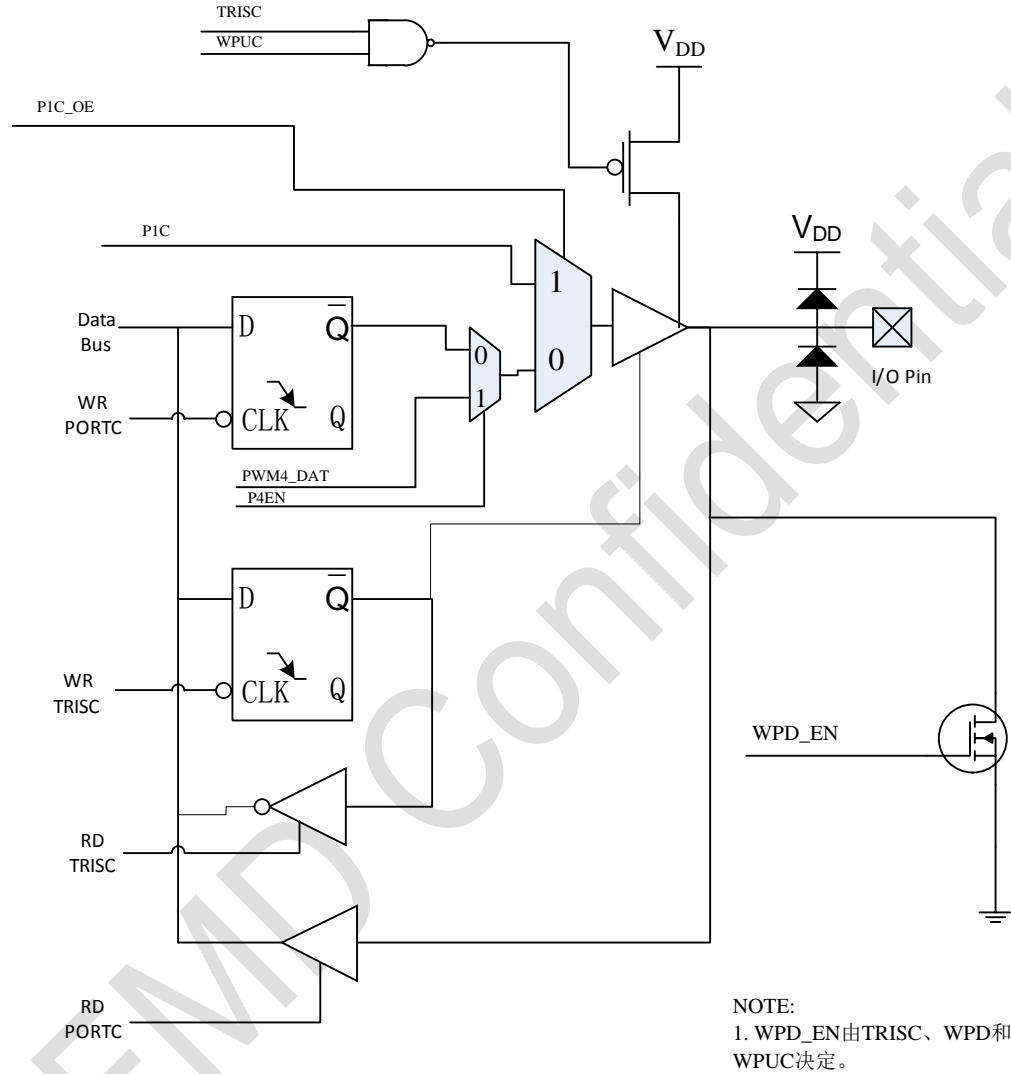 TRISC
WPUC
VDD
P1C_OE
P1C
VDD
1
0
Data
Bus
D
Q
WR
PORTC
CLK
Q
0
1
I/O Pin
PWM4_DAT
P4EN
D
Q
WR
TRISC
CLK
Q
WPD_EN
RD
TRISC
RD
PORTC
NOTE:
1. WPD_EN由TRISC、WPD和
WPUC决定。
FMD Confidential